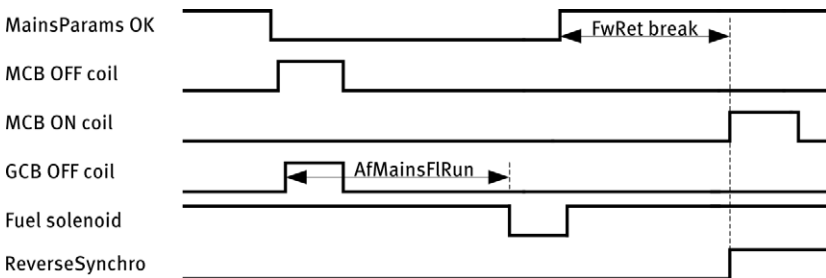 MainsParams OK
FwRet break
MCB OFF coil
MCB ON coil
GCB OFF coil
AfMainsFlRun
Fuel solenoid
ReverseSynchro